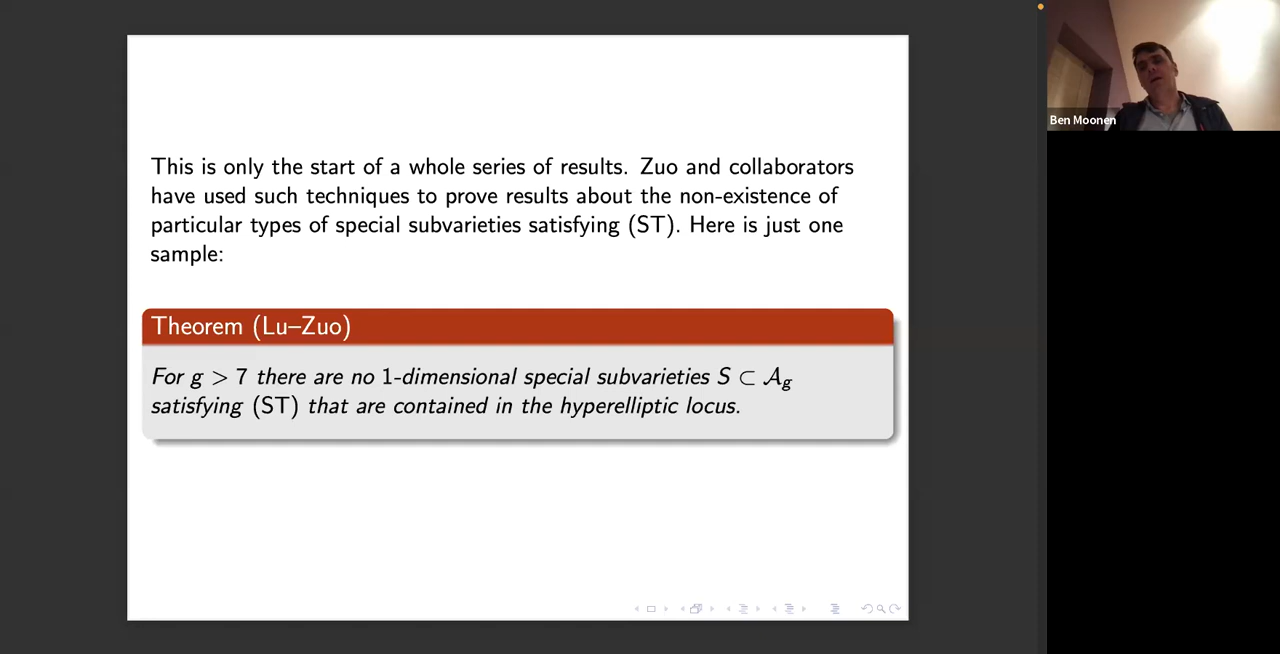 This is only the start of a whole series of results. Zuo and collaborators
have used such techniques to prove results about the non-existence of
particular types of special subvarieties satisfying (ST). Here is just one
sample:
Theorem (Lu–Zuo)
For g > 7 there are no 1-dimensional special subvarieties S ⊂ 𝒜g
satisfying (ST) that are contained in the hyperelliptic locus.
Ben Moonen